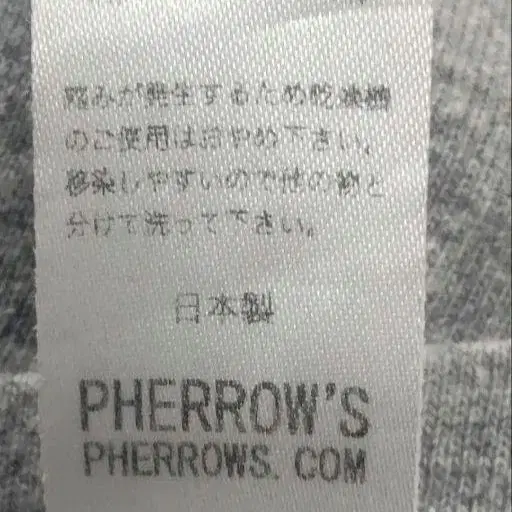 縮みが発生するため乾燥機
のご使用はおやめ下さい。
移染しやすいので他の物と
分けて洗って下さい。
日本製
PHERROW'S
PHERROWS.COM